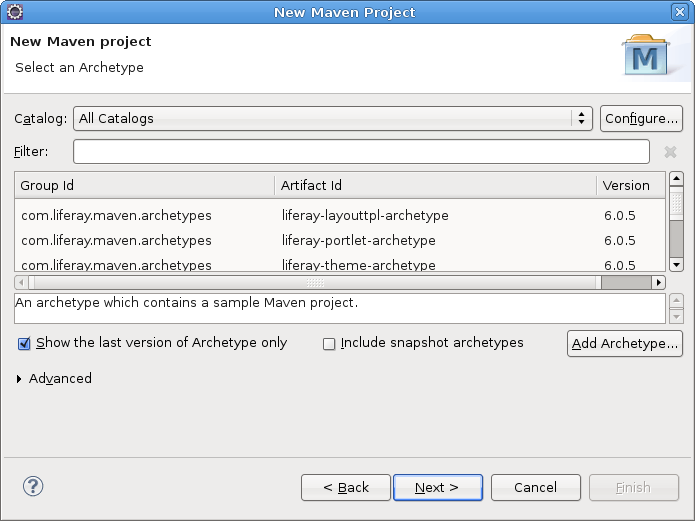 New Maven Project
New Maven project
Select an Archetype
M
Catalog: All Catalogs Configure...
Filter:
Group Id Artifact Id Version
com.liferay.maven.archetypes liferay-layouttpl-archetype 6.0.5
com.liferay.maven.archetypes liferay-portlet-archetype 6.0.5
com.liferay.maven.archetypes liferay-theme-archetype 6.0.5
An archetype which contains a sample Maven project.
Show the last version of Archetype only Include snapshot archetypes Add Archetype...
Advanced
? < Back Next > Cancel Finish